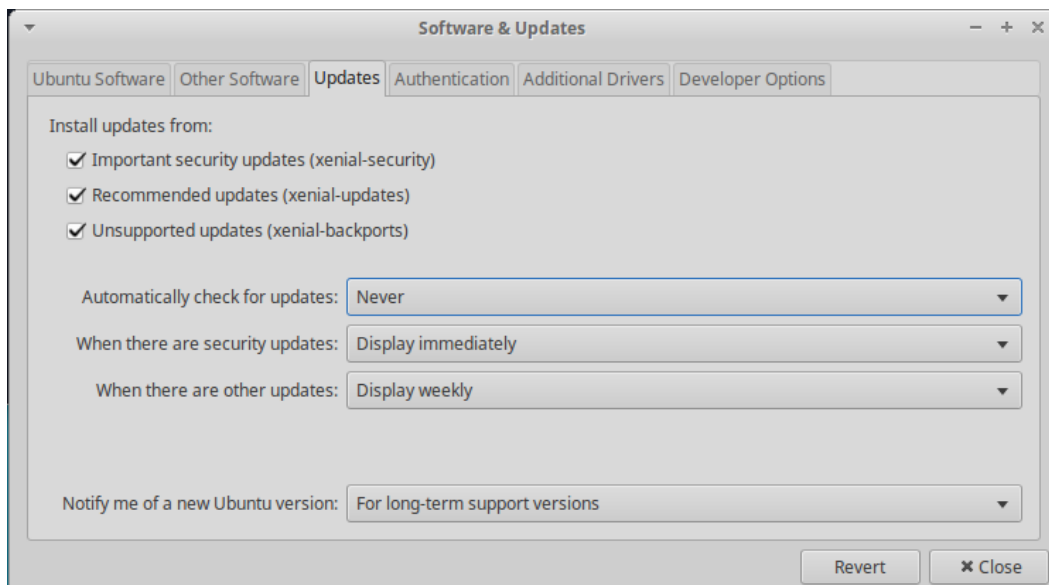 Software & Updates
Ubuntu Software Other Software Updates Authentication Additional Drivers Developer Options
Install updates from:
Important security updates (xenial-security)
Recommended updates (xenial-updates)
Unsupported updates (xenial-backports)
Automatically check for updates: Never
When there are security updates: Display immediately
When there are other updates: Display weekly
Notify me of a new Ubuntu version: For long-term support versions
Revert Close